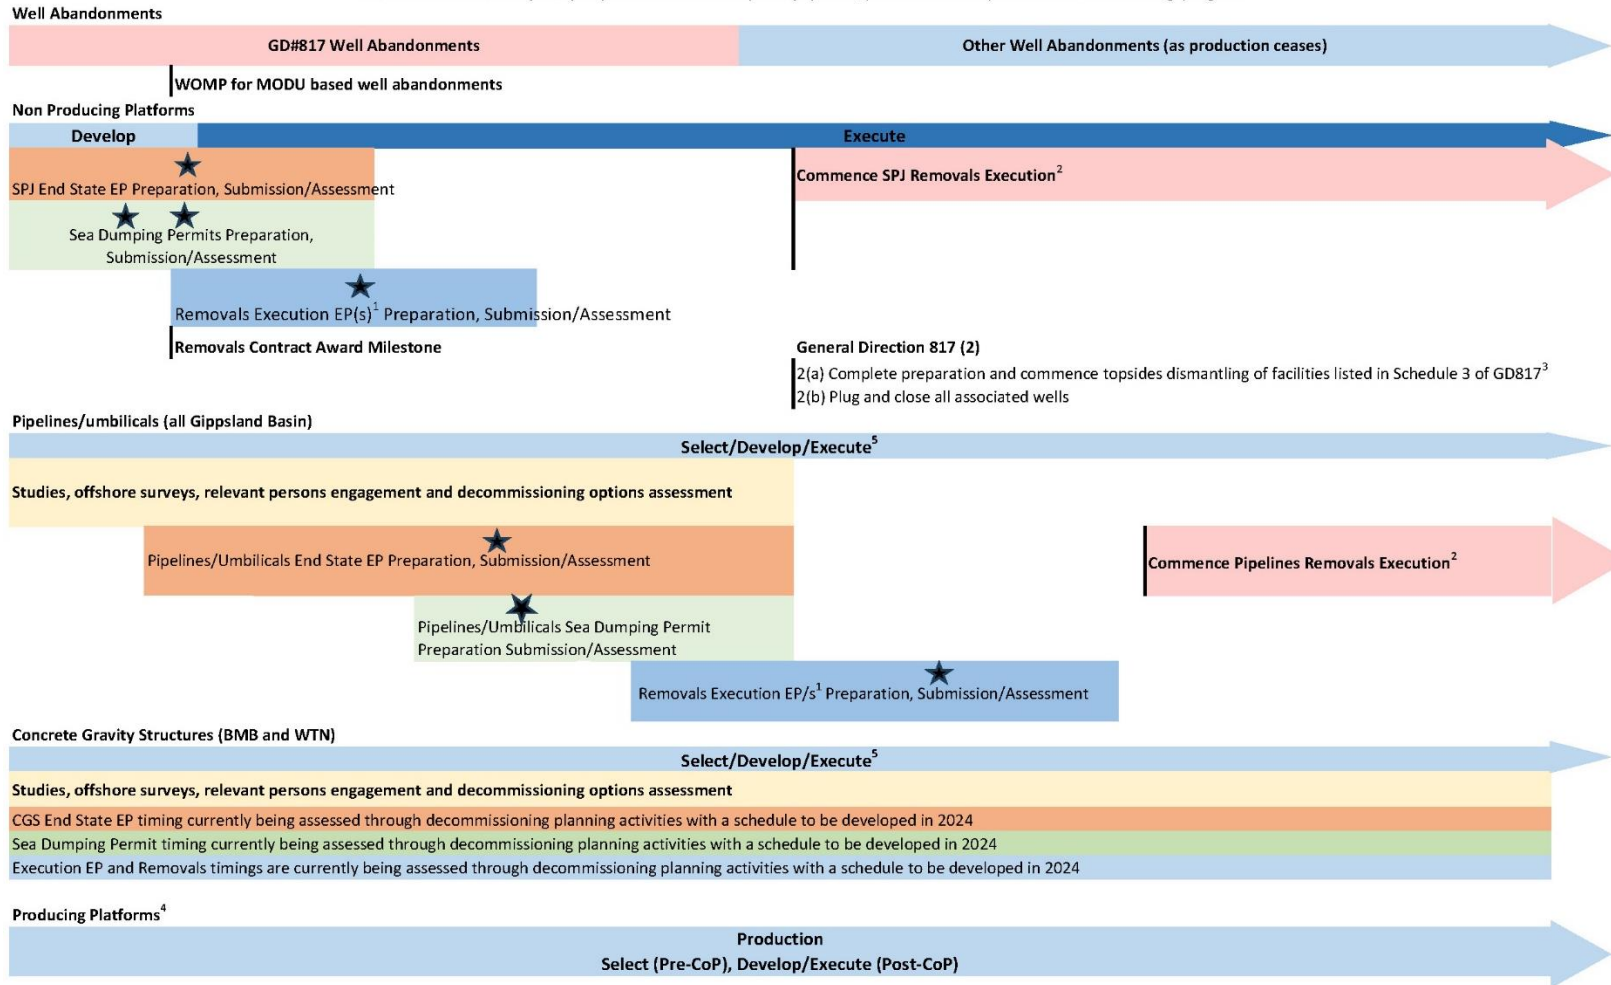 Well Abandonments
GD#817 Well Abandonments
Other Well Abandonments (as production ceases)
WOMP for MODU based well abandonments
Non Producing Platforms
Develop
Execute
SPJ End State EP Preparation, Submission/Assessment
Commence SPJ Removals Execution²
Sea Dumping Permits Preparation,
Submission/Assessment
Removals Execution EP(s)¹ Preparation, Submission/Assessment
Removals Contract Award Milestone
General Direction 817 (2)
2(a) Complete preparation and commence topsides dismantling of facilities listed in Schedule 3 of GD817³
2(b) Plug and close all associated wells
Pipelines/umbilicals (all Gippsland Basin)
Select/Develop/Execute⁵
Studies, offshore surveys, relevant persons engagement and decommissioning options assessment
Pipelines/Umbilicals End State EP Preparation, Submission/Assessment
Commence Pipelines Removals Execution²
Pipelines/Umbilicals Sea Dumping Permit
Preparation Submission/Assessment
Removals Execution EP/s¹ Preparation, Submission/Assessment
Concrete Gravity Structures (BMB and WTN)
Select/Develop/Execute⁵
Studies, offshore surveys, relevant persons engagement and decommissioning options assessment
CGS End State EP timing currently being assessed through decommissioning planning activities with a schedule to be developed in 2024
Sea Dumping Permit timing currently being assessed through decommissioning planning activities with a schedule to be developed in 2024
Execution EP and Removals timings are currently being assessed through decommissioning planning activities with a schedule to be developed in 2024
Producing Platforms⁴
Production
Select (Pre-CoP), Develop/Execute (Post-CoP)